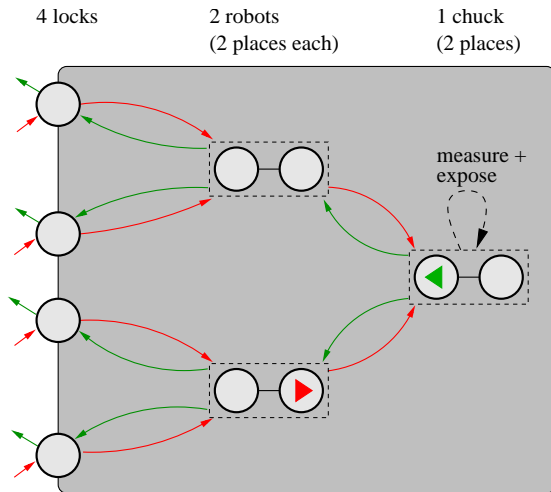 4 locks
2 robots
(2 places each)
1 chuck
(2 places)
measure +
expose